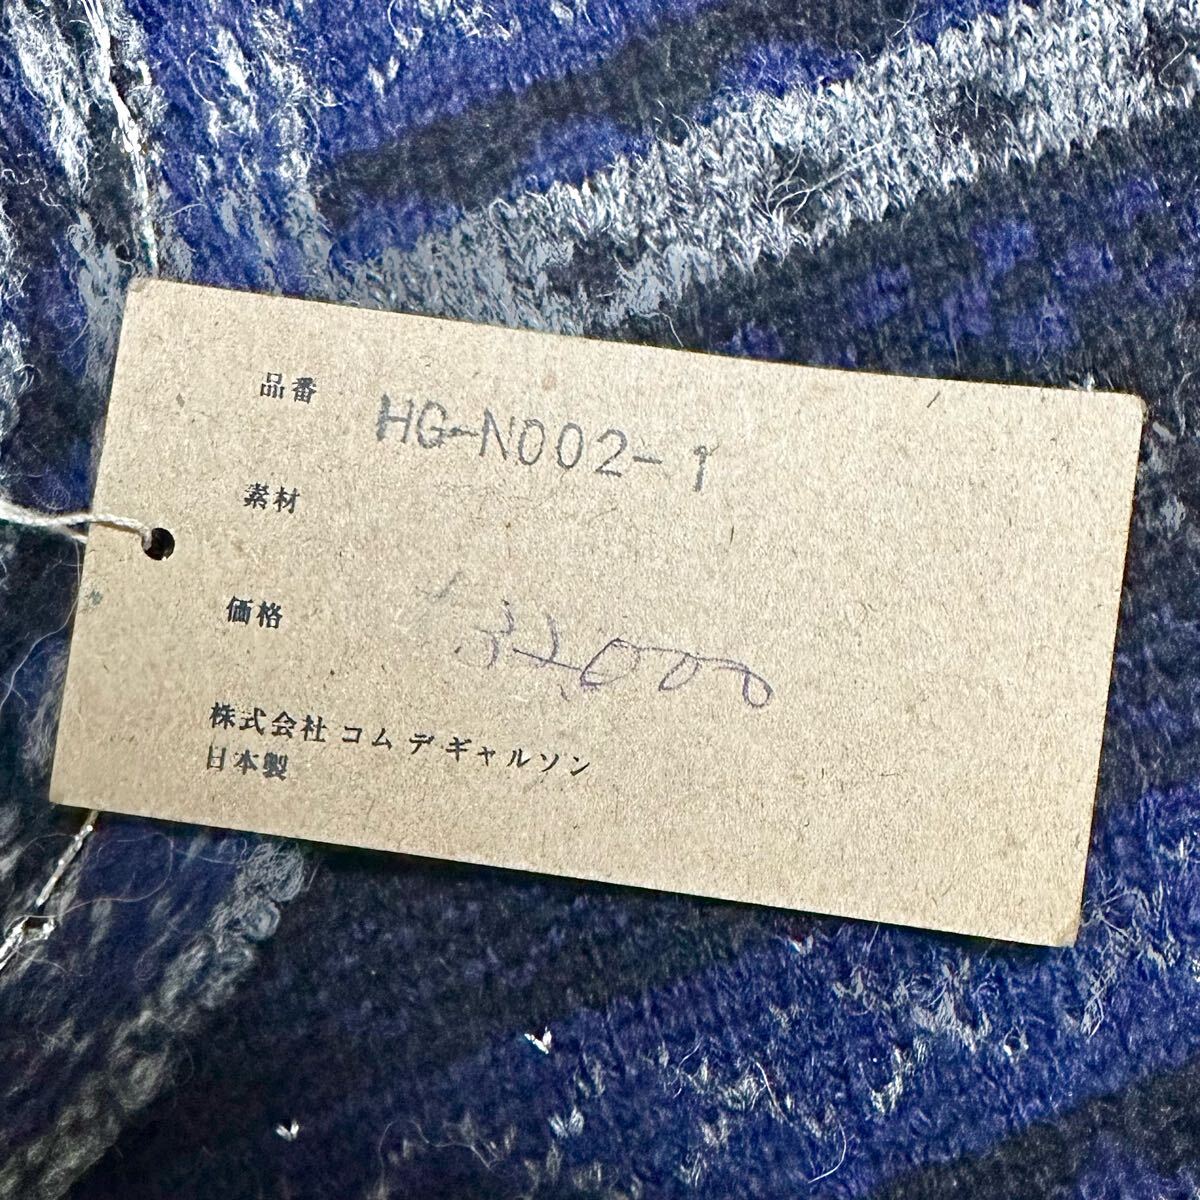 品番 HG-N002-1
素材
価格 32,000
株式会社 コム デ ギャルソン
日本製